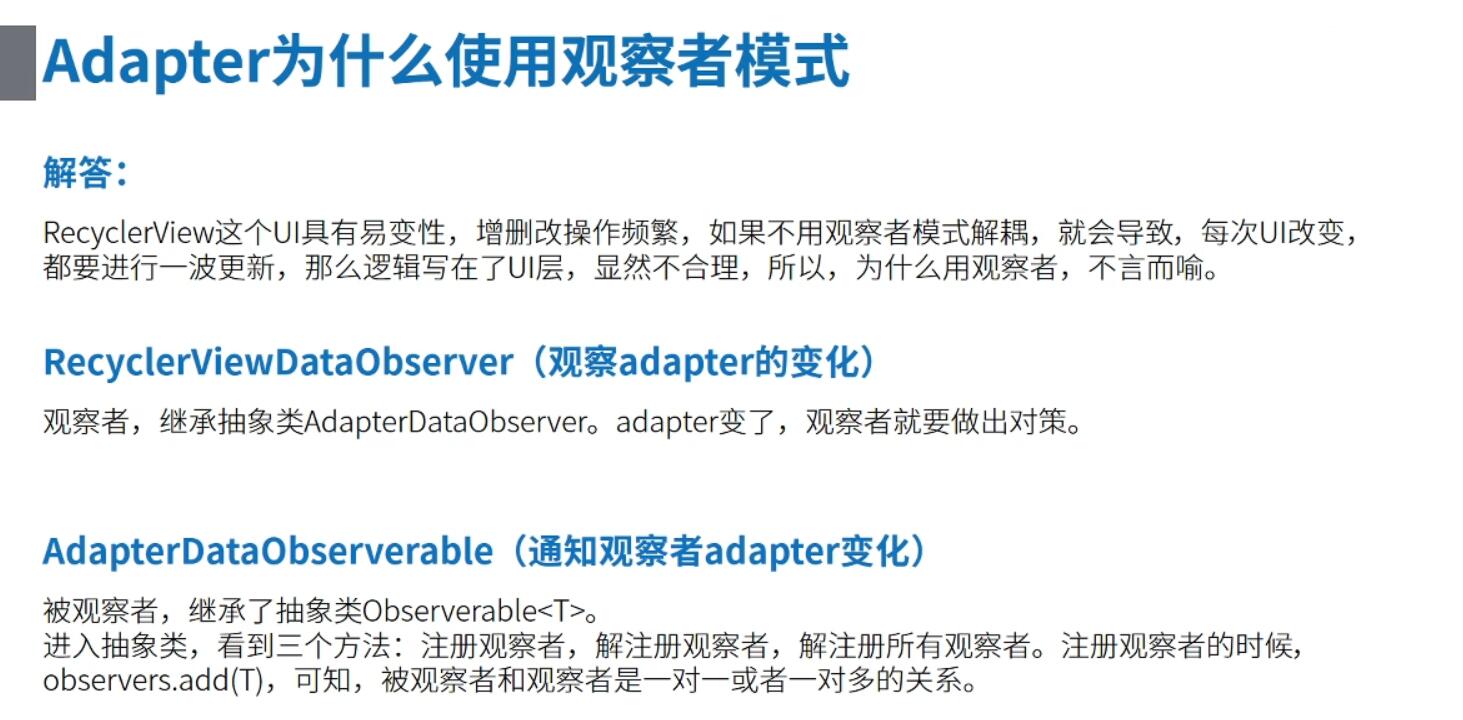 Adapter为什么使用观察者模式
解答：
RecyclerView这个UI具有易变性，增删改操作频繁，如果不用观察者模式解耦，就会导致，每次UI改变，
都要进行一波更新，那么逻辑写在了UI层，显然不合理，所以，为什么用观察者，不言而喻。
RecyclerViewDataObserver（观察adapter的变化）
观察者，继承抽象类AdapterDataObserver。adapter变了，观察者就要做出对策。
AdapterDataObserverable（通知观察者adapter变化）
被观察者，继承了抽象类Observerable<T>。
进入抽象类，看到三个方法：注册观察者，解注册观察者，解注册所有观察者。注册观察者的时候，
observers.add(T)，可知，被观察者和观察者是一对一或者一对多的关系。